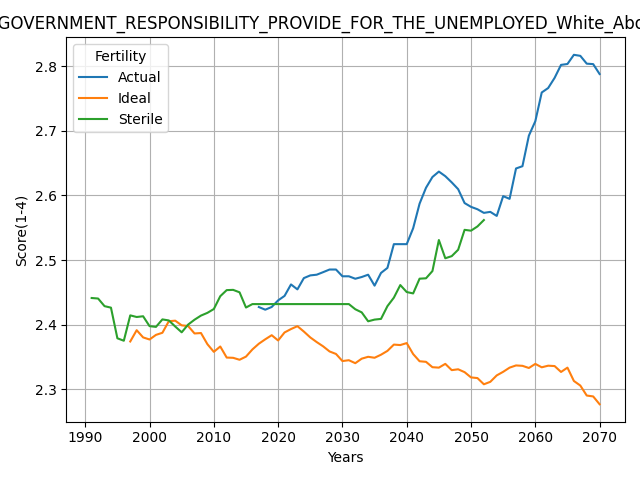 GOVERNMENT_RESPONSIBILITY_PROVIDE_FOR_THE_UNEMPLOYED_White_Abo
Fertility
Actual
Ideal
Sterile
Score(1-4)
2.8
2.7
2.6
2.5
2.4
2.3
1990 2000 2010 2020 2030 2040 2050 2060 2070
Years